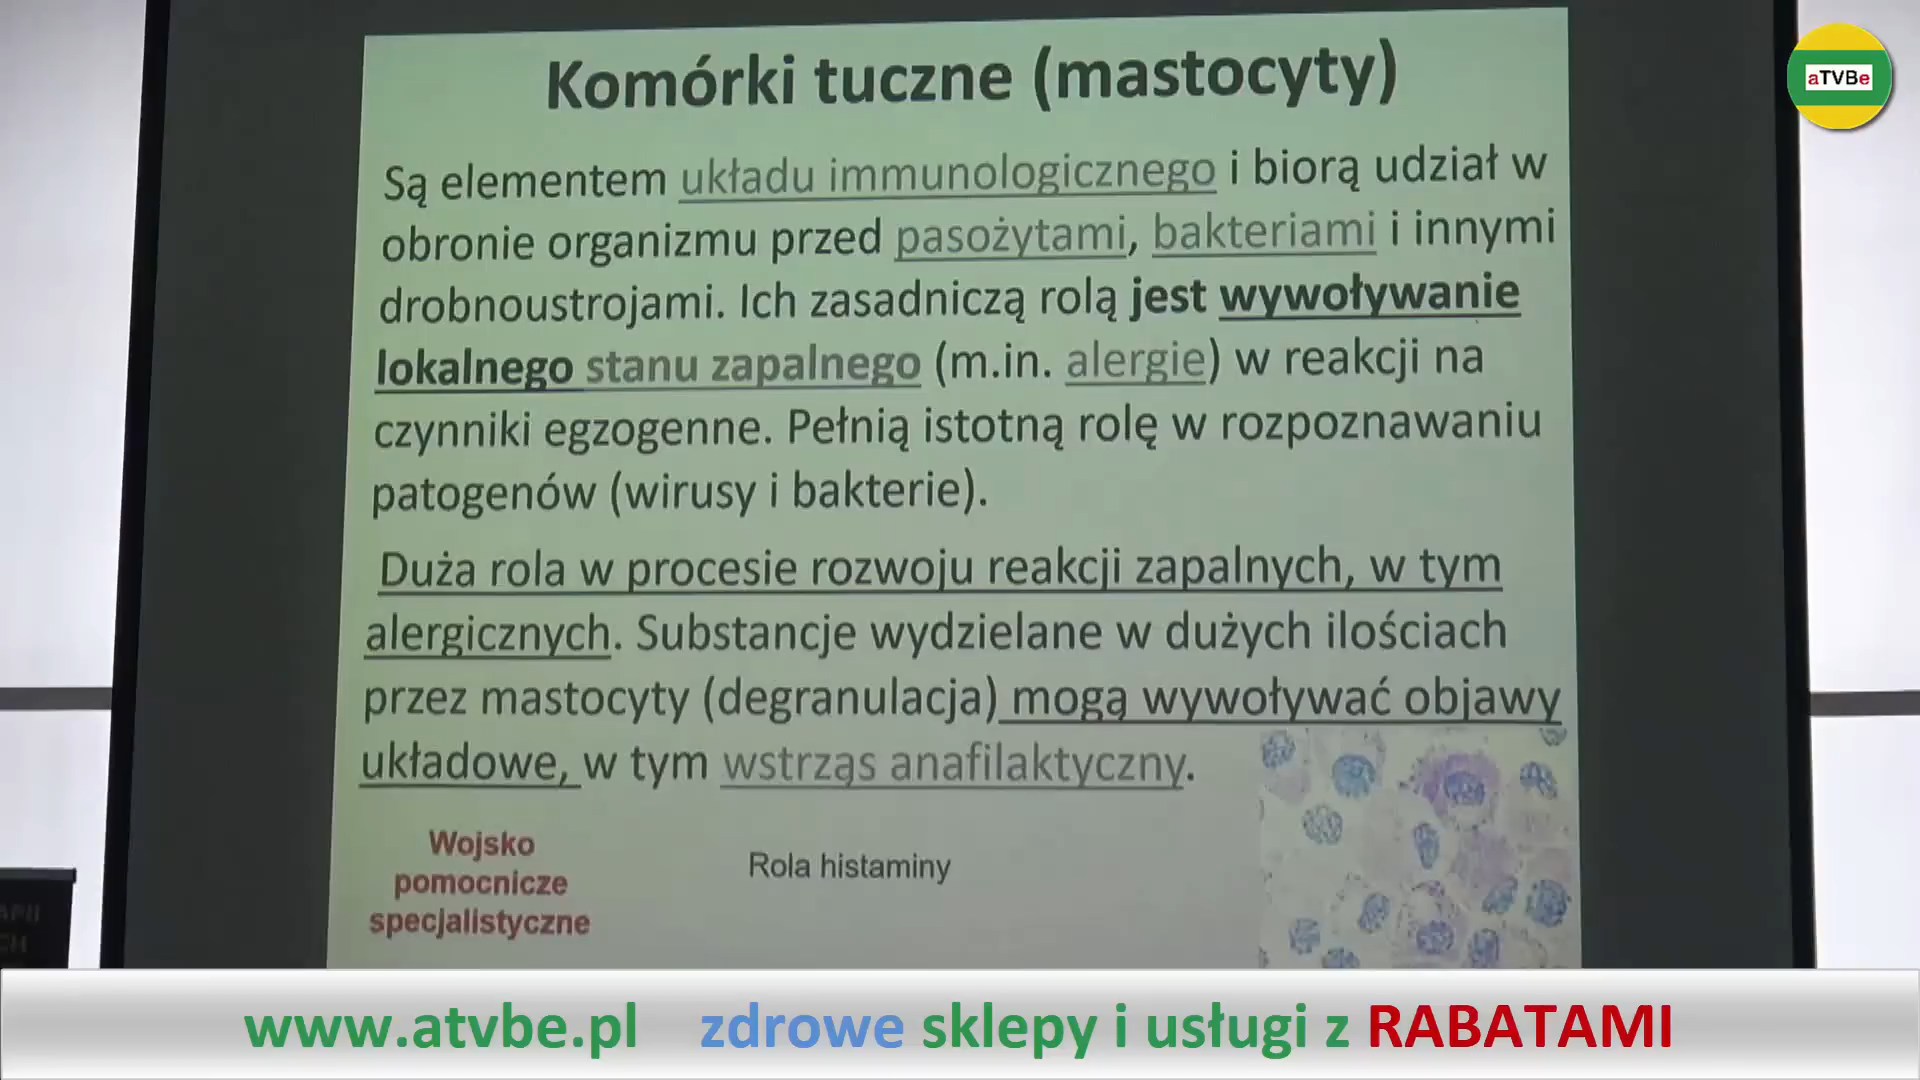 Komórki tuczne (mastocyty)
aTVBe
Są elementem układu immunologicznego i biorą udział w
obronie organizmu przed pasożytami, bakteriami i innymi
drobnoustrojami. Ich zasadniczą rolą jest wywoływanie
lokalnego stanu zapalnego (m.in. alergie) w reakcji na
czynniki egzogenne. Pełnią istotną rolę w rozpoznawaniu
patogenów (wirusy i bakterie).
Duża rola w procesie rozwoju reakcji zapalnych, w tym
alergicznych. Substancje wydzielane w dużych ilościach
przez mastocyty (degranulacja) mogą wywoływać objawy
układowe, w tym wstrząs anafilaktyczny.
Wojsko
pomocnicze
specjalistyczne
Rola histaminy
www.atvbe.pl zdrowe sklepy i usługi z RABATAMI